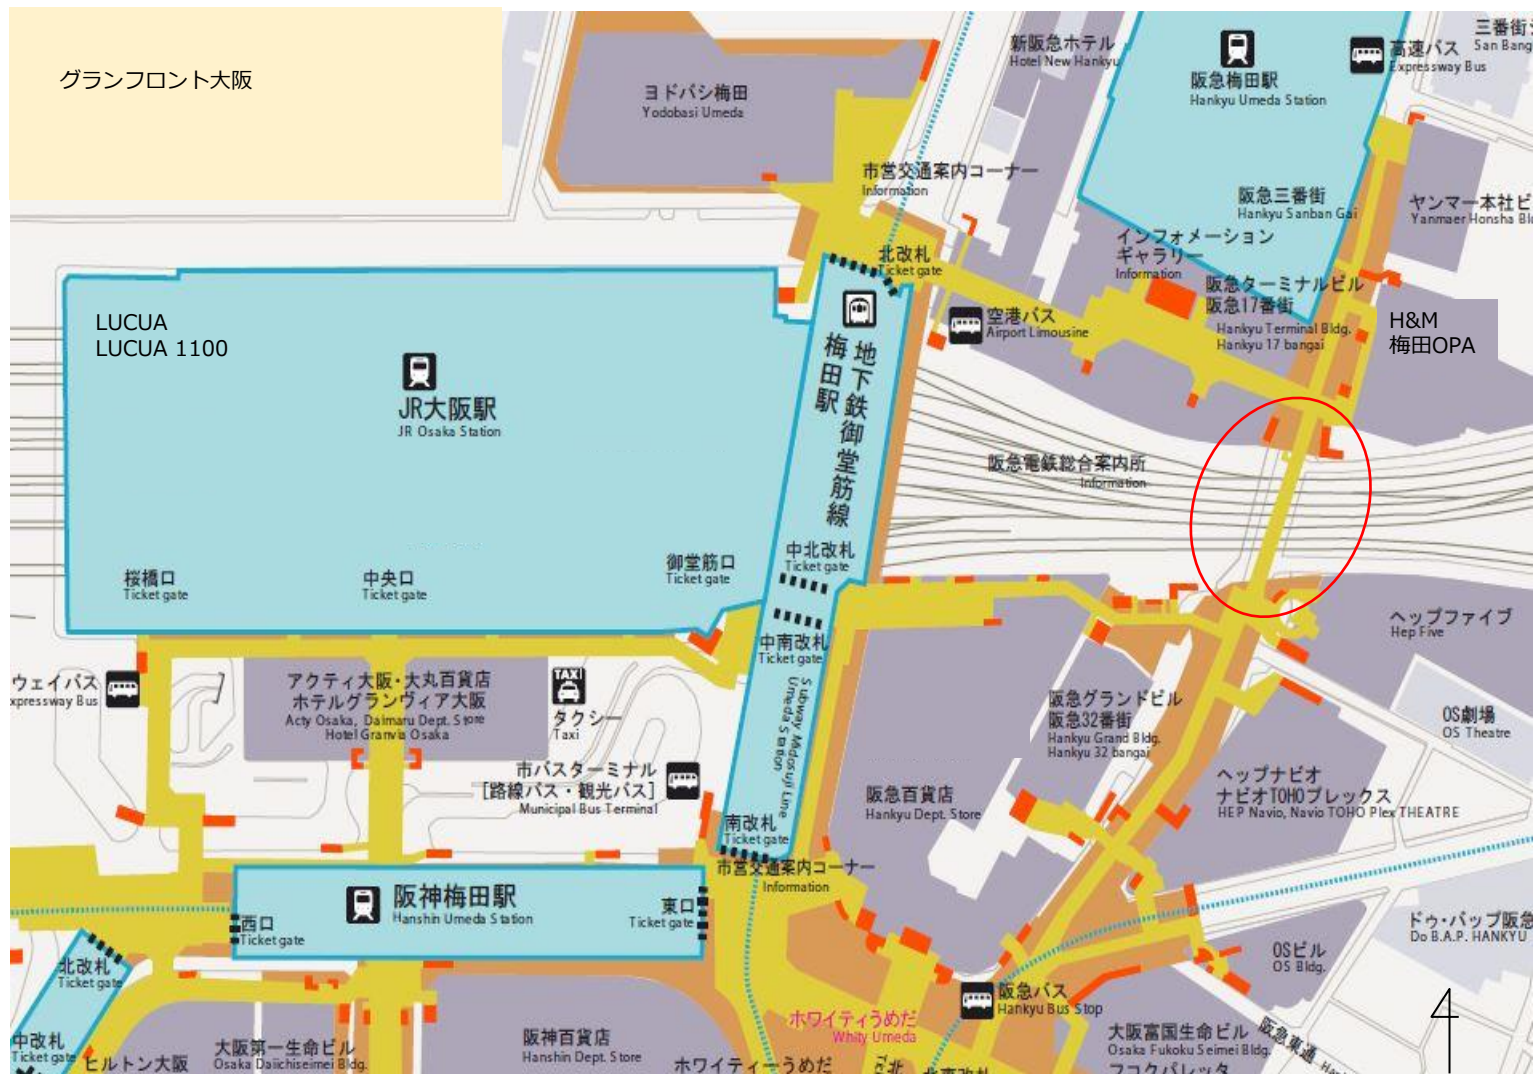 グランフロント大阪
ヨドバシ梅田
Yodobasi Umeda
新阪急ホテル
Hotel New Hankyu
阪急梅田駅
Hankyu Umeda Station
高速バス
Expressway Bus
三番街
San Bang
市営交通案内コーナー
Information
阪急三番街
Hankyu Sanban Gai
ヤンマー本社ビ
Yanmaer Honsha Bl
北改札
Ticket gate
インフォメーション
ギャラリー
Information
阪急ターミナルビル
阪急17番街
Hankyu Terminal Bldg.
Hankyu 17 bangai
空港バス
Airport Limousine
H&M
梅田OPA
LUCUA
LUCUA 1100
JR大阪駅
JR Osaka Station
地下鉄御堂筋線
梅田駅
Subway Midosuji Line
Umeda Station
阪急電鉄総合案内所
Information
桜橋口
Ticket gate
中央口
Ticket gate
御堂筋口
Ticket gate
中北改札
Ticket gate
中南改札
Ticket gate
ヘップファイブ
Hep Five
ウェイバス
xpressway Bus
アクティ大阪・大丸百貨店
ホテルグランヴィア大阪
Acty Osaka, Daimaru Dept. Store
Hotel Granvia Osaka
TAXI
タクシー
Taxi
市バスターミナル
[路線バス・観光バス]
Municipal Bus Terminal
阪急グランドビル
阪急32番街
Hankyu Grand Bldg.
Hankyu 32 bangai
OS劇場
OS Theatre
阪急百貨店
Hankyu Dept. Store
ヘップナビオ
ナビオTOHOプレックス
HEP Navio, Navio TOHO Plex THEATRE
南改札
Ticket gate
市営交通案内コーナー
Information
阪神梅田駅
Hanshin Umeda Station
西口
Ticket gate
東口
Ticket gate
ドゥ・バップ阪急
Do B.A.P. HANKYU
OSビル
OS Bldg.
北改札
Ticket gate
阪急バス
Hankyu Bus Stop
ホワイティうめだ
Whity Umeda
中改札
Ticket gate
ヒルトン大阪
大阪第一生命ビル
Osaka Daiichiseimei Bldg.
阪神百貨店
Hanshin Dept. Store
ホワイティーうめだ
北
大阪富国生命ビル
Osaka Fukoku Seimei Bldg.
フコクパレッタ
阪急東通